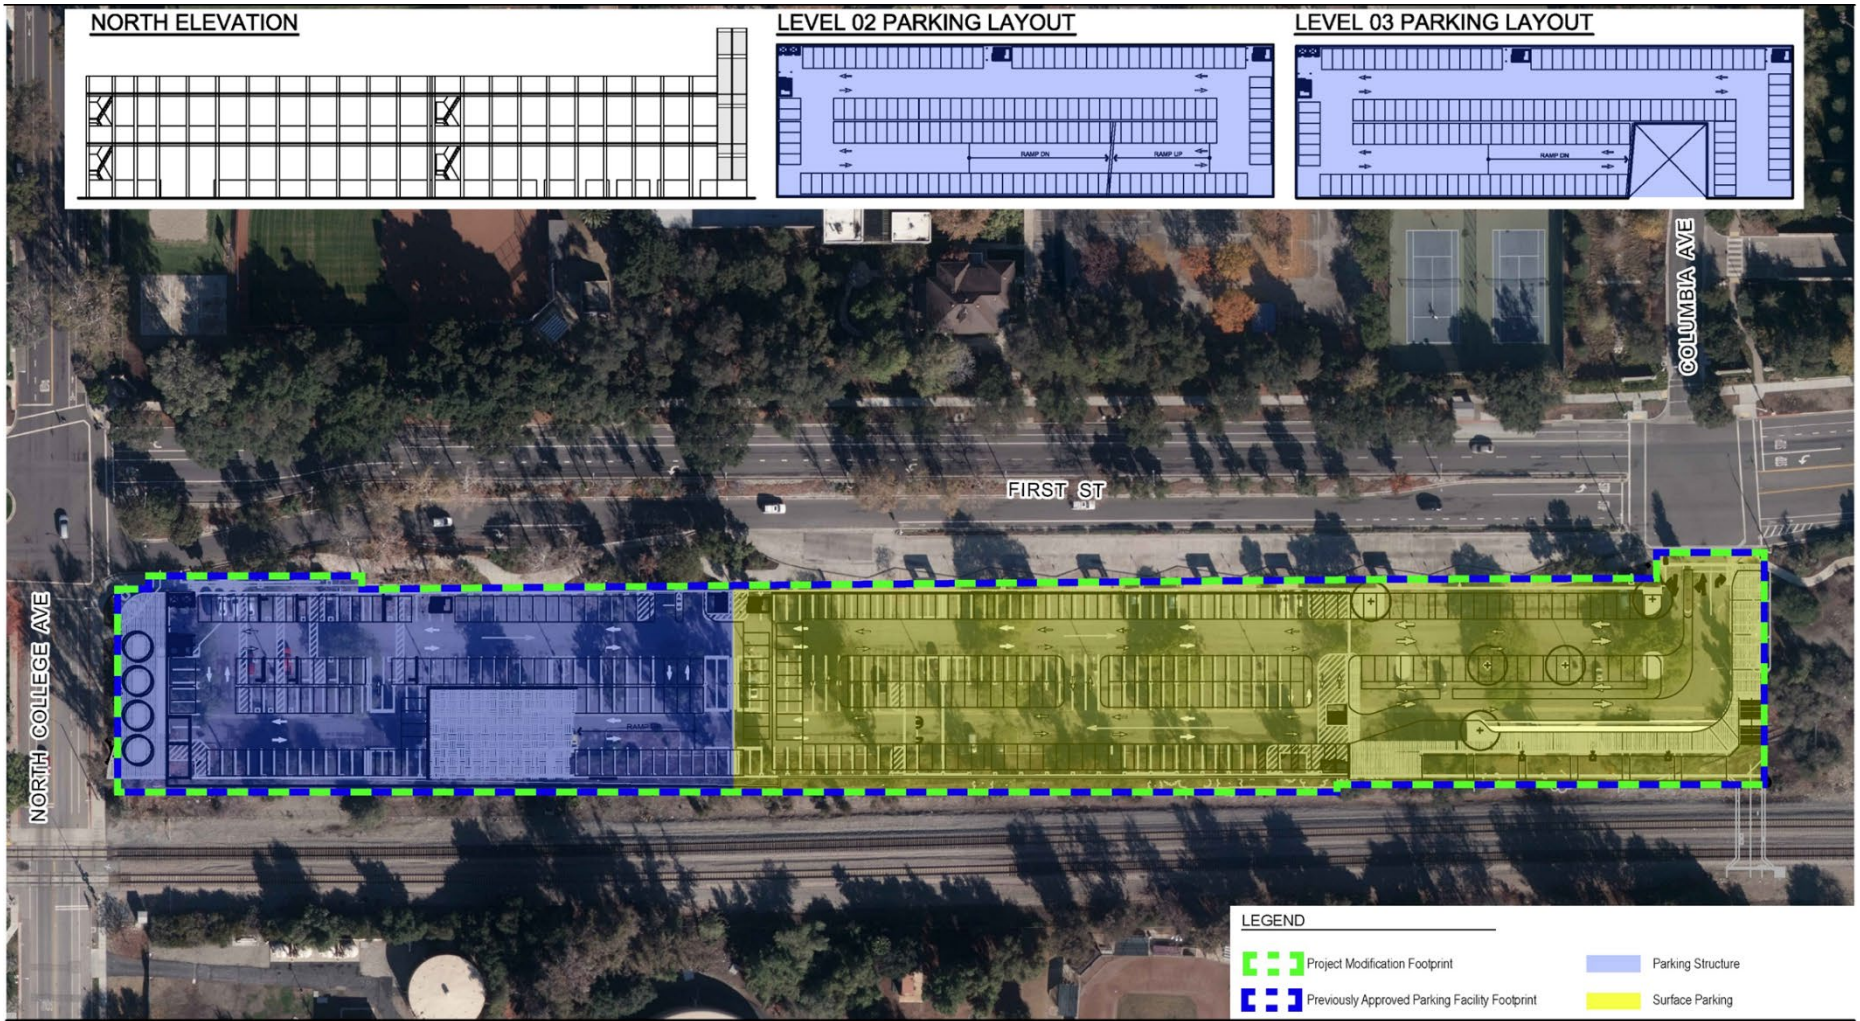 NORTH ELEVATION
LEVEL 02 PARKING LAYOUT
RAMP DN
RAMP UP
LEVEL 03 PARKING LAYOUT
RAMP DN
COLUMBIA AVE
FIRST ST
NORTH COLLEGE AVE
RAMP
LEGEND
Project Modification Footprint
Parking Structure
Previously Approved Parking Facility Footprint
Surface Parking